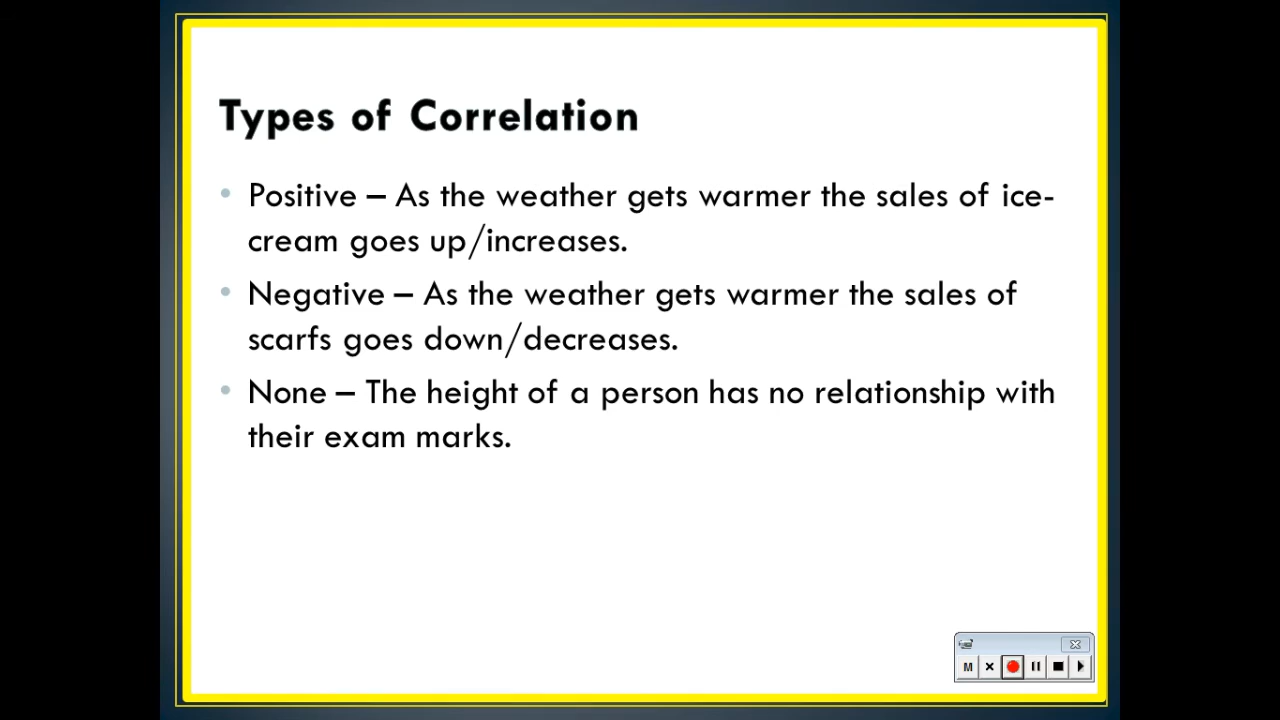 Types of Correlation
• Positive – As the weather gets warmer the sales of ice-
cream goes up/increases.
• Negative – As the weather gets warmer the sales of
scarfs goes down/decreases.
• None – The height of a person has no relationship with
their exam marks.
M